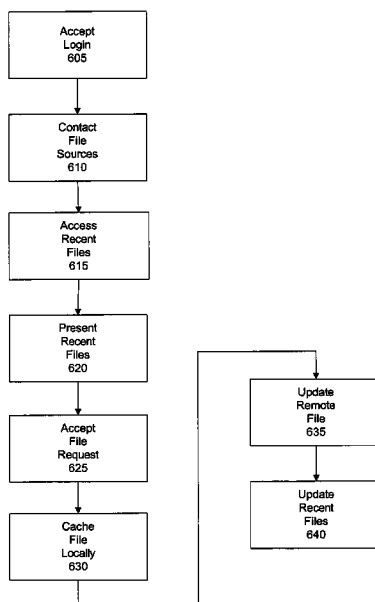 Accept
Login
605
Contact
File
Sources
610
Access
Recent
Files
615
Present
Recent
Files
620
Accept
File
Request
625
Cache
File
Locally
630
Update
Remote
File
635
Update
Recent
Files
640